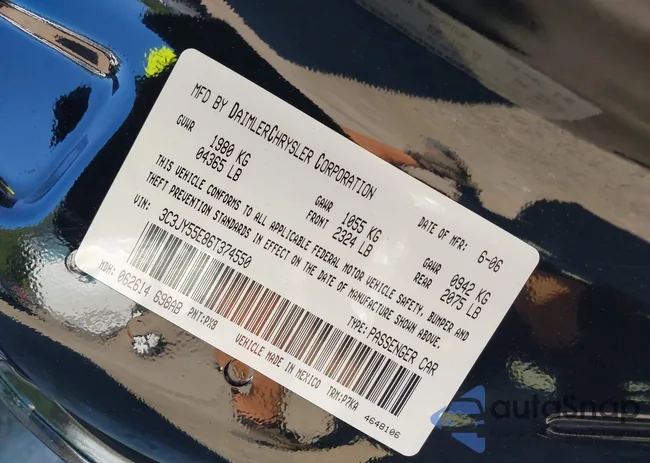 MFD BY DAIMLERCHRYSLER CORPORATION
DATE OF MFR: 6-06
GVWR 1980 KG
04365 LB
GAWR FRONT 1055 KG
2324 LB
GAWR REAR 0942 KG
2075 LB
THIS VEHICLE CONFORMS TO ALL APPLICABLE FEDERAL MOTOR VEHICLE SAFETY, BUMPER AND
THEFT PREVENTION STANDARDS IN EFFECT ON THE DATE OF MANUFACTURE SHOWN ABOVE.
VIN: 3C3JY55E86T374550
TYPE: PASSENGER CAR
MDH: 062614 698AB PNT:PX8
VEHICLE MADE IN MEXICO TRM:P7KA
4648106
autoSnap